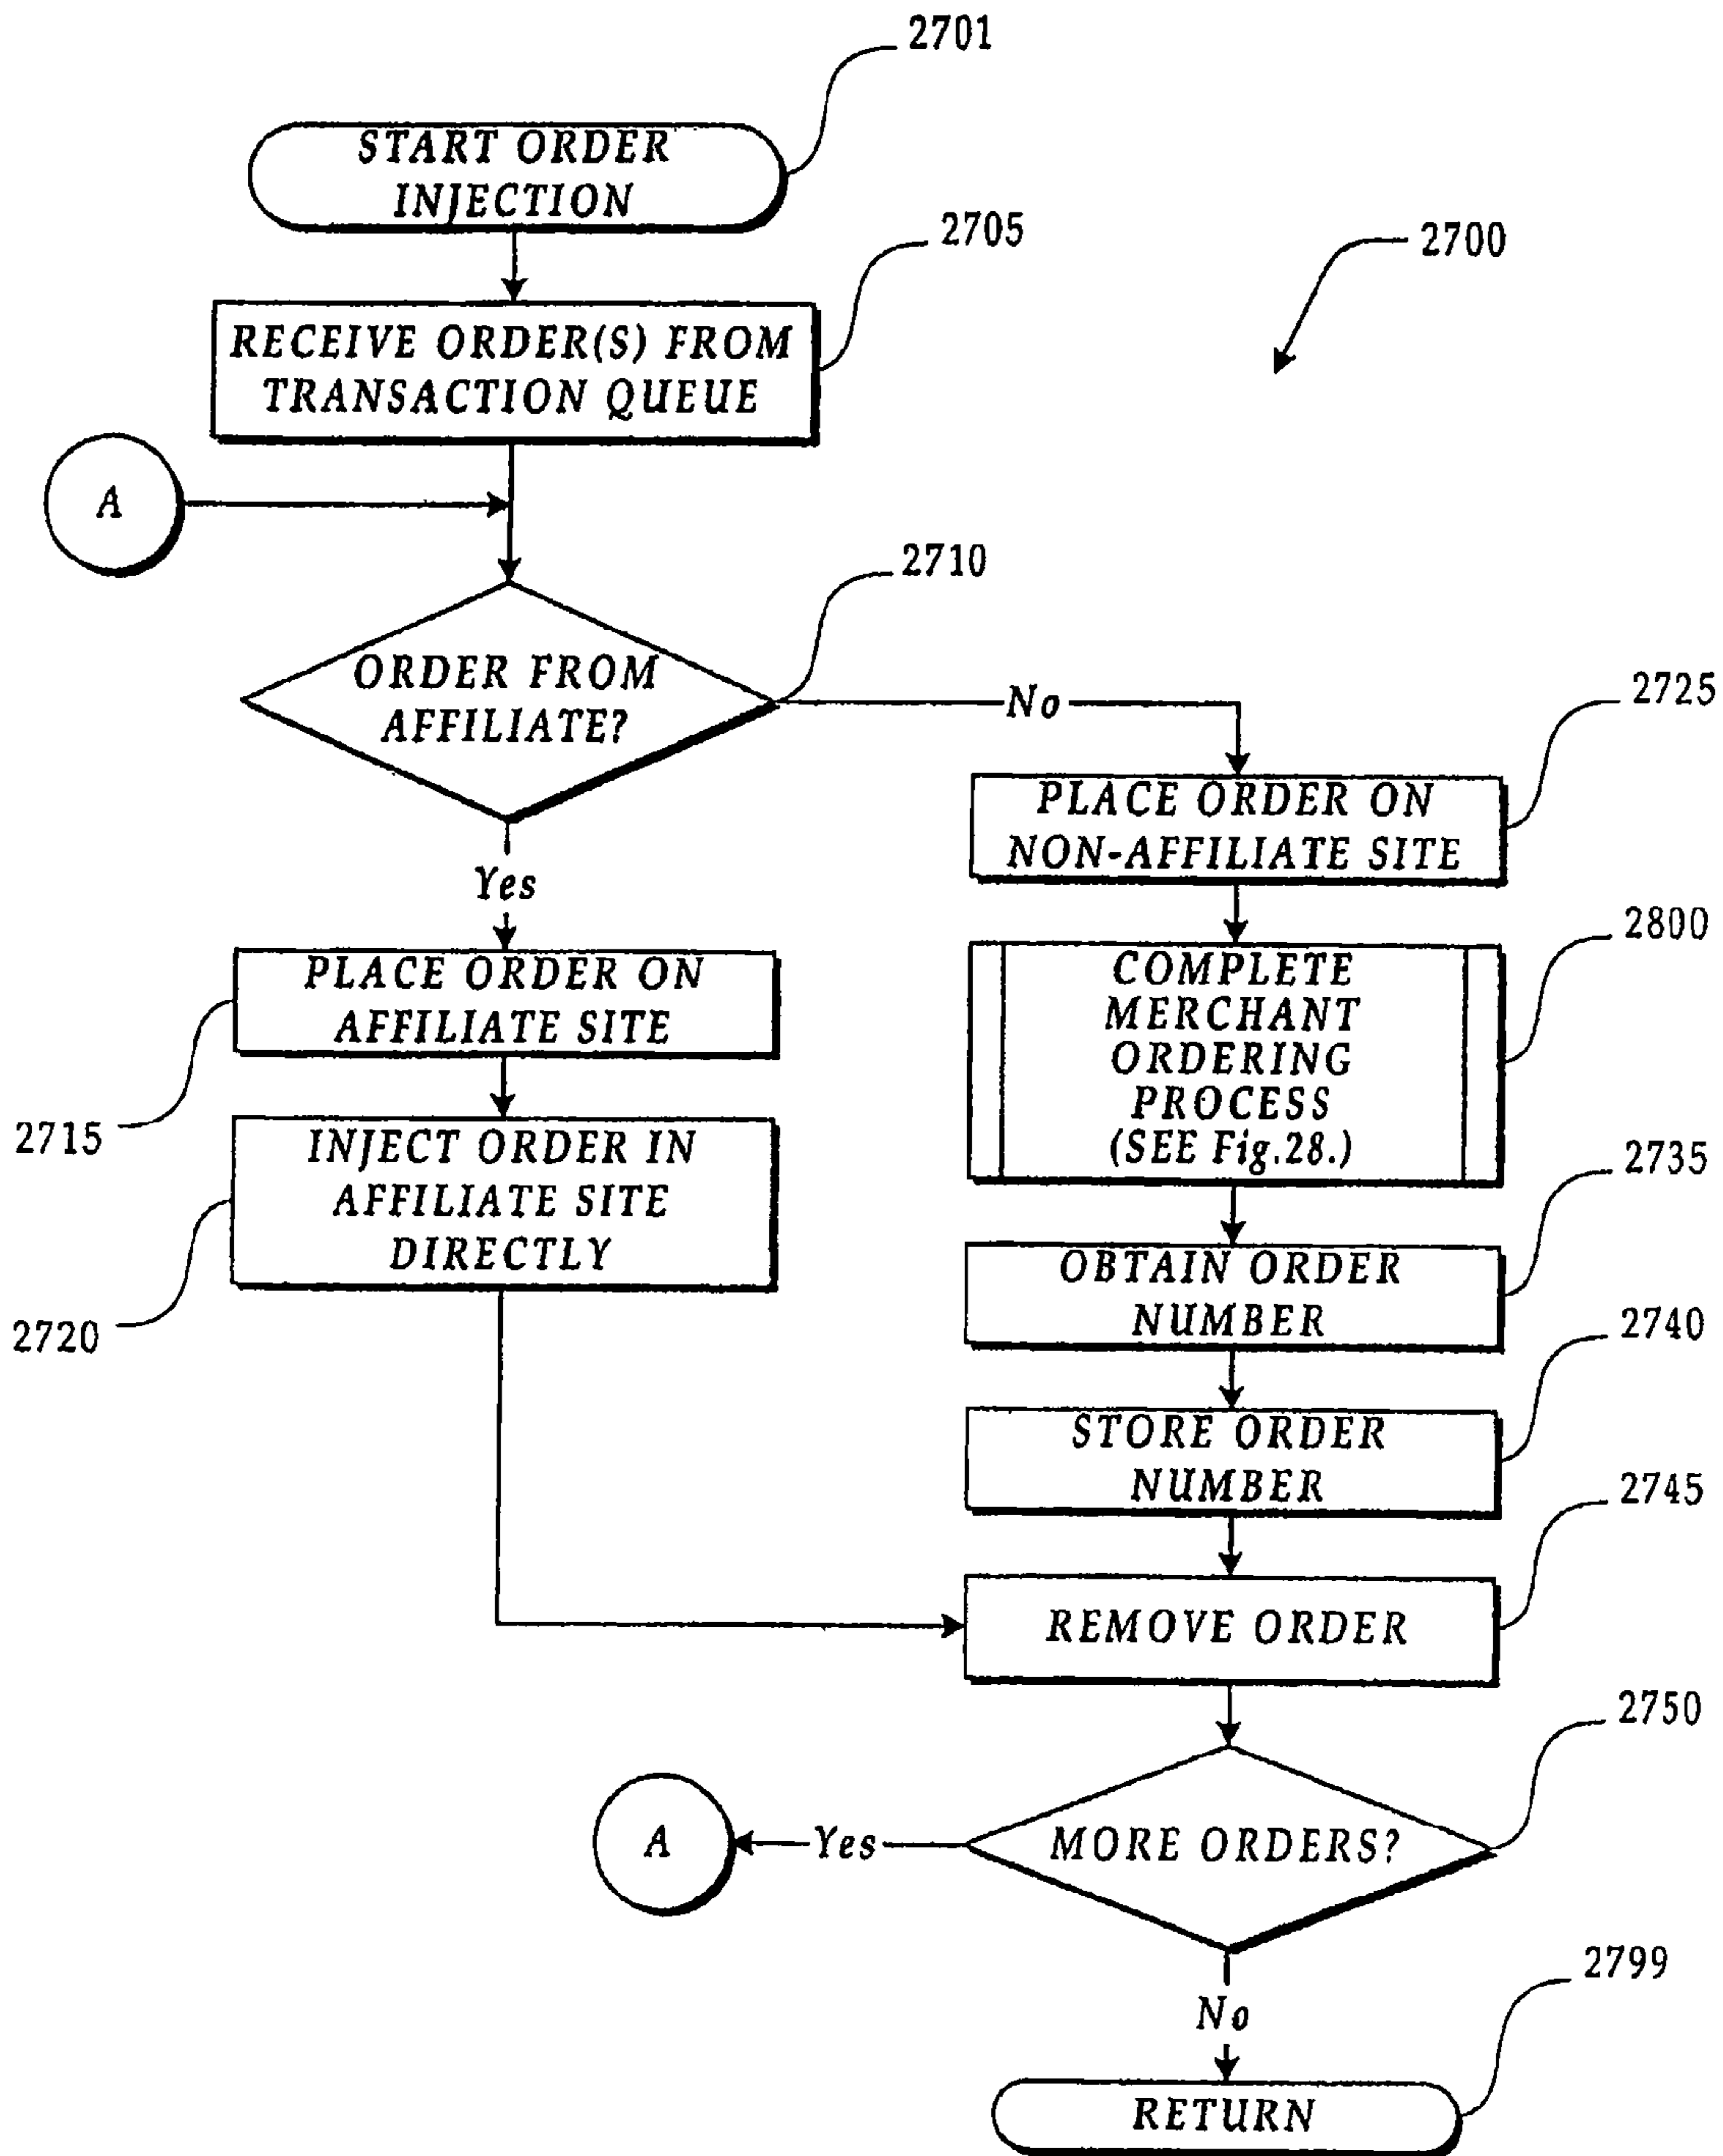 2701
START ORDER
INJECTION
2705
2700
RECEIVE ORDER(S) FROM
TRANSACTION QUEUE
A
2710
ORDER FROM
AFFILIATE?
No
2725
PLACE ORDER ON
NON-AFFILIATE SITE
Yes
2800
PLACE ORDER ON
AFFILIATE SITE
2715
COMPLETE
MERCHANT
ORDERING
PROCESS
(SEE Fig.28.)
INJECT ORDER IN
AFFILIATE SITE
DIRECTLY
2720
2735
OBTAIN ORDER
NUMBER
2740
STORE ORDER
NUMBER
2745
REMOVE ORDER
2750
MORE ORDERS?
Yes
A
No
2799
RETURN